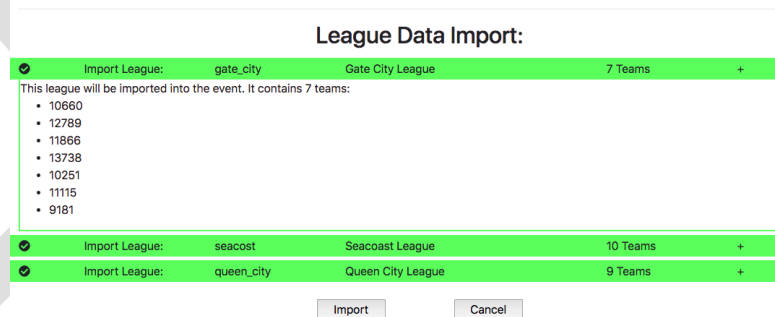 League Data Import:
Import League: gate_city Gate City League 7 Teams +
This league will be imported into the event. It contains 7 teams:
• 10660
• 12789
• 11866
• 13738
• 10251
• 11115
• 9181
Import League: seacost Seacoast League 10 Teams +
Import League: queen_city Queen City League 9 Teams +
Import Cancel